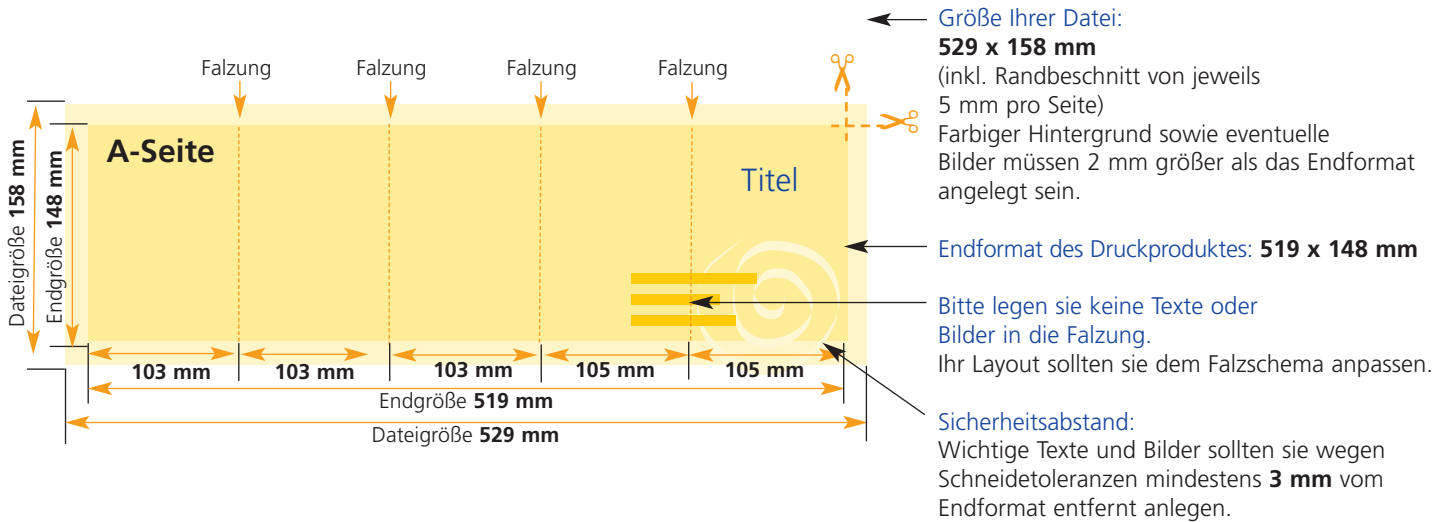 Größe Ihrer Datei:
529 x 158 mm
(inkl. Randbeschnitt von jeweils
5 mm pro Seite)
Farbiger Hintergrund sowie eventuelle
Bilder müssen 2 mm größer als das Endformat
angelegt sein.
Falzung Falzung Falzung Falzung
A-Seite
Titel
Dateigröße 158 mm
Endgröße 148 mm
Endformat des Druckproduktes: 519 x 148 mm
Bitte legen sie keine Texte oder
Bilder in die Falzung.
Ihr Layout sollten sie dem Falzschema anpassen.
103 mm 103 mm 103 mm 105 mm 105 mm
Endgröße 519 mm
Dateigröße 529 mm
Sicherheitsabstand:
Wichtige Texte und Bilder sollten sie wegen
Schneidetoleranzen mindestens 3 mm vom
Endformat entfernt anlegen.